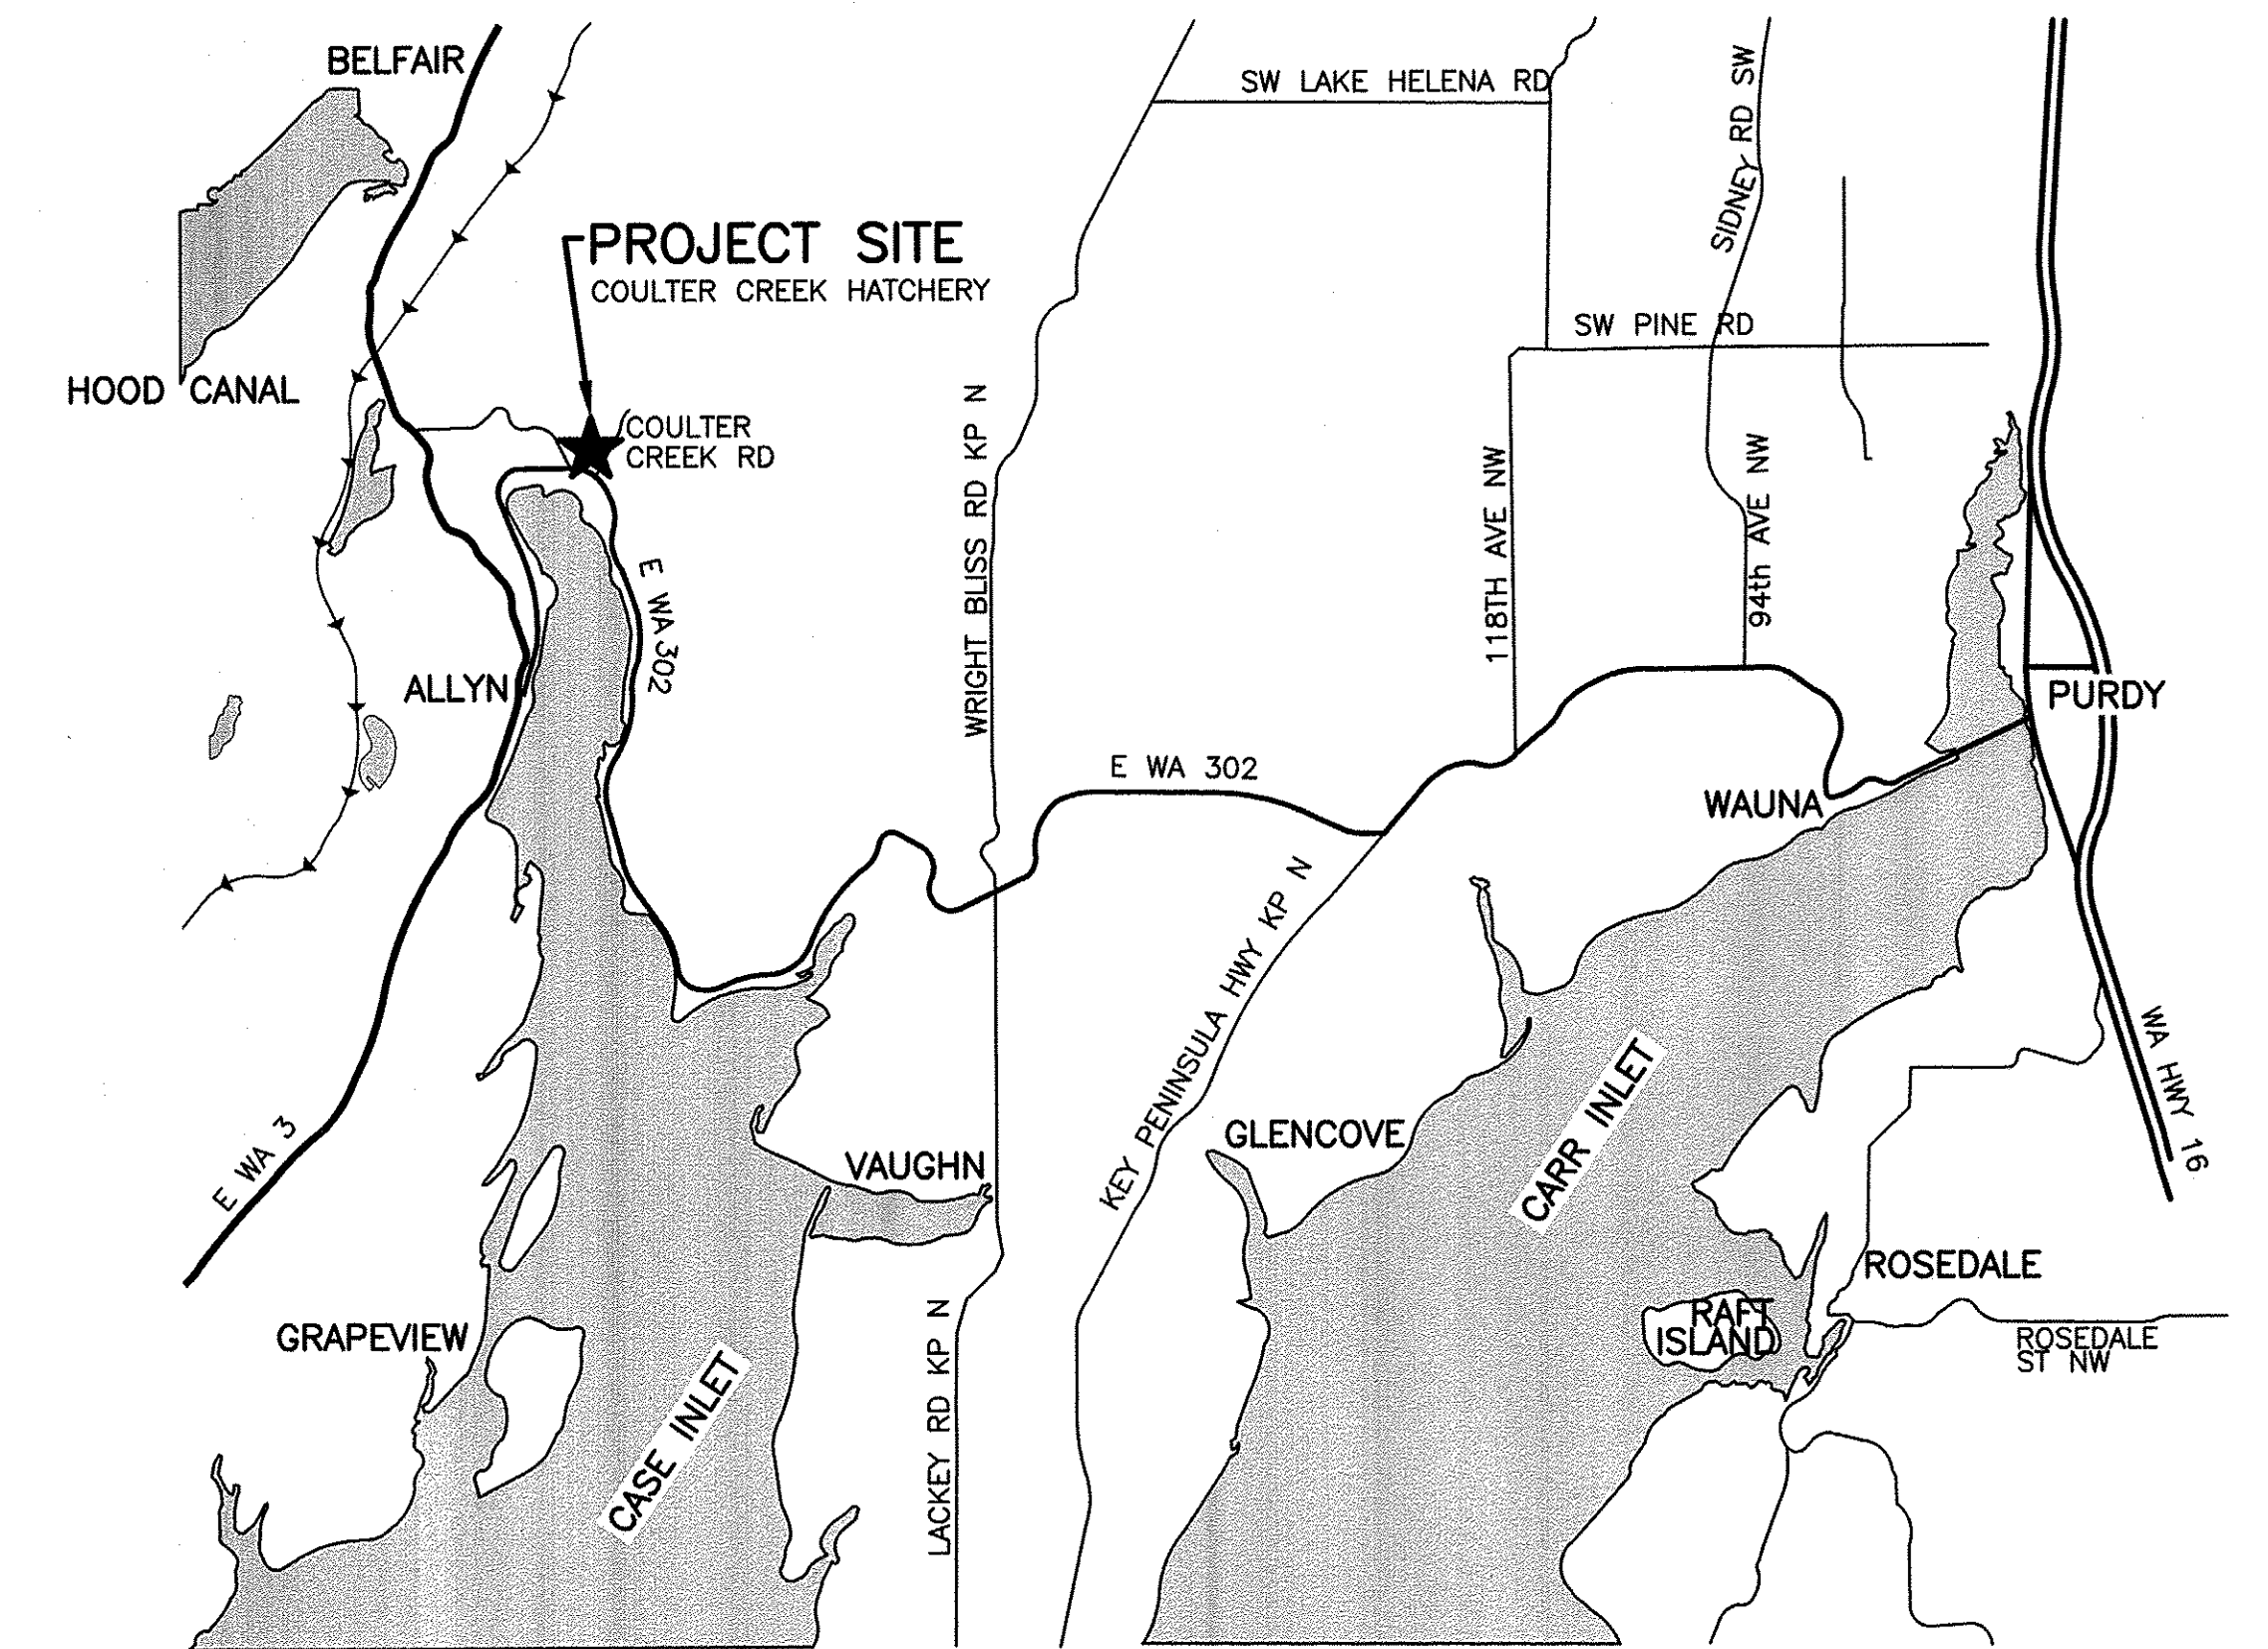 BELFAIR
SW LAKE HELENA RD
SIDNEY RD SW
PROJECT SITE
COULTER CREEK HATCHERY
SW PINE RD
HOOD CANAL
COULTER
CREEK RD
WRIGHT BLISS RD KP N
118TH AVE NW
94th AVE NW
E WA 302
ALLYN
PURDY
E WA 302
WAUNA
KEY PENINSULA HWY KP N
WA HWY 16
CARR INLET
E WA 3
GLENCOVE
VAUGHN
ROSEDALE
RAFT
ISLAND
ROSEDALE
ST NW
GRAPEVIEW
CASE INLET
LACKEY RD KP N